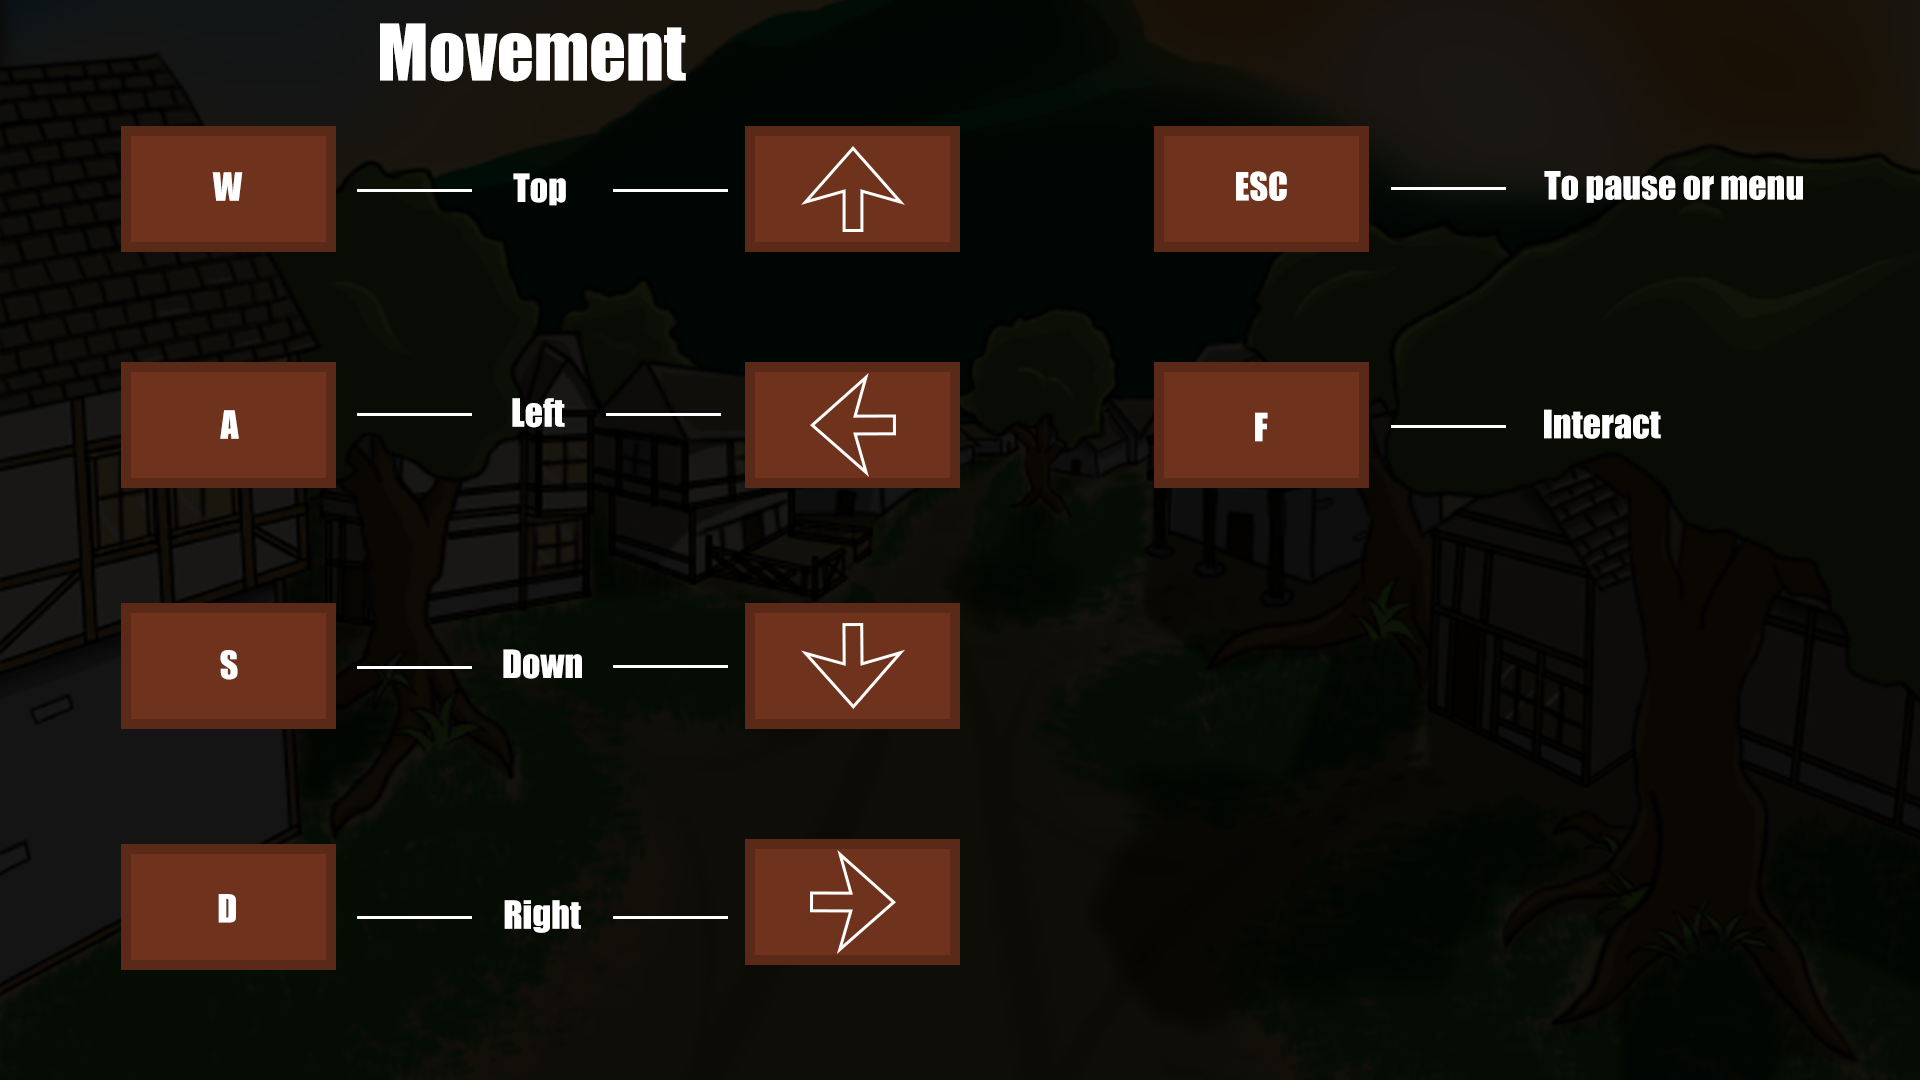 Movement
W Top
ESC To pause or menu
A Left
F Interact
S Down
D Right